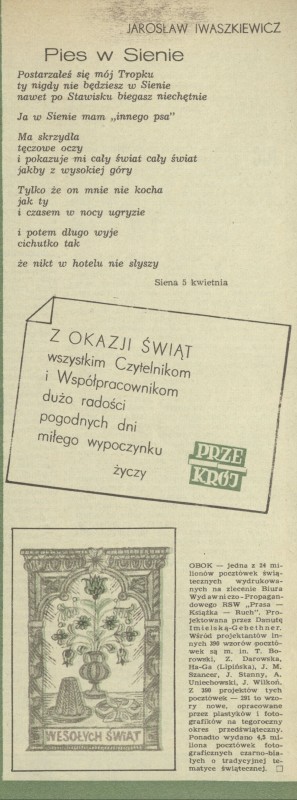 JAROSŁAW IWASZKIEWICZ
Pies w Sienie
Postarzałeś się mój Tropku
ty nigdy nie będziesz w Sienie
nawet po Stawisku biegasz niechętnie
Ja w Sienie mam „innego psa"
Ma skrzydła
tęczowe oczy
i pokazuje mi cały świat cały świat
jakby z wysokiej góry
Tylko że on mnie nie kocha
jak ty
i czasem w nocy ugryzie
i potem długo wyje
cichutko tak
że nikt w hotelu nie słyszy
Siena 5 kwietnia
Z OKAZJI ŚWIĄT
wszystkim Czytelnikom
i Współpracownikom
dużo radości
pogodnych dni
miłego wypoczynku
życzy
PRZE
KRÓJ
WESOŁYCH ŚWIĄT
OBOK — jedna z 24 mi-
lionów pocztówek świą-
tecznych wydrukowa-
nych na zlecenie Biura
Wydawniczo-Propagan-
dowego RSW „Prasa —
Książka — Ruch". Pro-
jektowana przez Danutę
Imielską-Gebethner.
Wśród projektantów in-
nych 300 wzorów pocztó-
wek są m. in. T. Bo-
rowski, Z. Darowska,
Ha-Ga (Lipińska), J. M.
Szancer, J. Stanny, A.
Uniechowski, J. Wilkoń.
Z 300 projektów tych
pocztówek — 201 to wzo-
ry nowe, opracowane
przez plastyków i foto-
grafików na tegoroczny
okres przedświąteczny.
Ponadto wydano 4,5 mi-
liona pocztówek foto-
graficznych czarno-bia-
łych o tradycyjnej te-
matyce świątecznej.